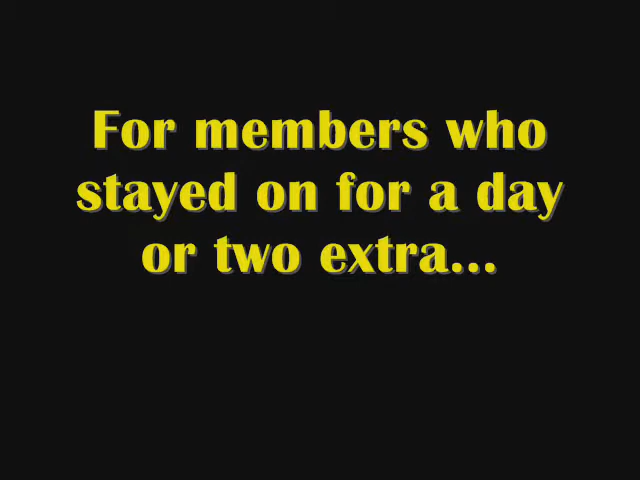 For members who
stayed on for a day
or two extra...